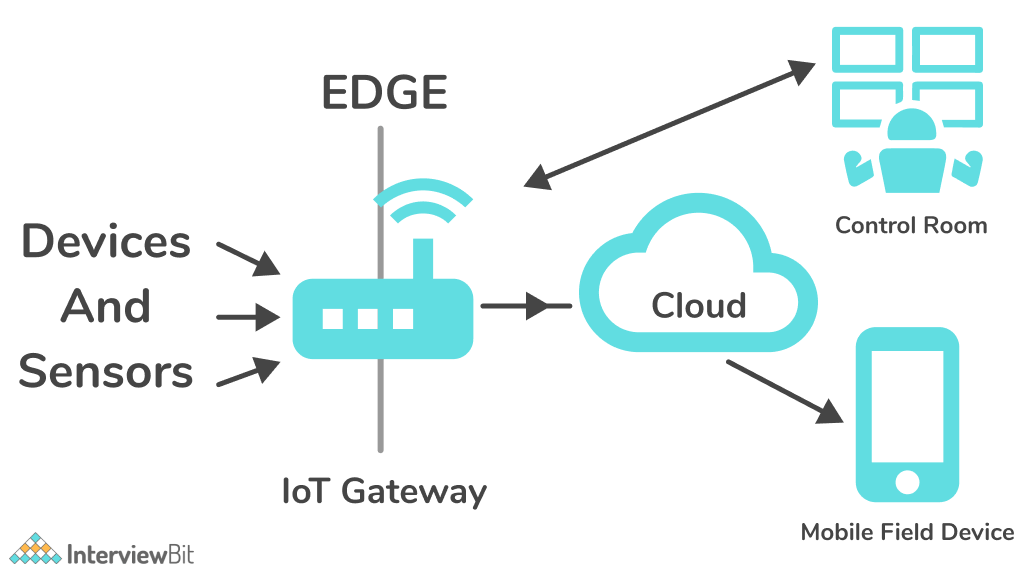 EDGE
Devices
And
Sensors
IoT Gateway
Cloud
Control Room
Mobile Field Device
InterviewBit